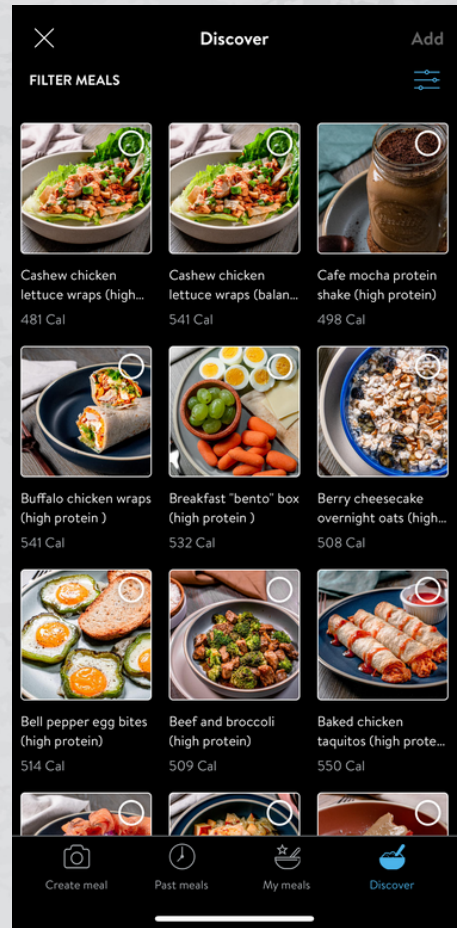 Discover
Add
FILTER MEALS
Cashew chicken
lettuce wraps (high...
481 Cal
Cashew chicken
lettuce wraps (balan...
541 Cal
Cafe mocha protein
shake (high protein)
498 Cal
Buffalo chicken wraps
(high protein )
541 Cal
Breakfast "bento" box
(high protein )
532 Cal
Berry cheesecake
overnight oats (high...
508 Cal
Bell pepper egg bites
(high protein)
514 Cal
Beef and broccoli
(high protein)
509 Cal
Baked chicken
taquitos (high prote...
550 Cal
Create meal
Past meals
My meals
Discover